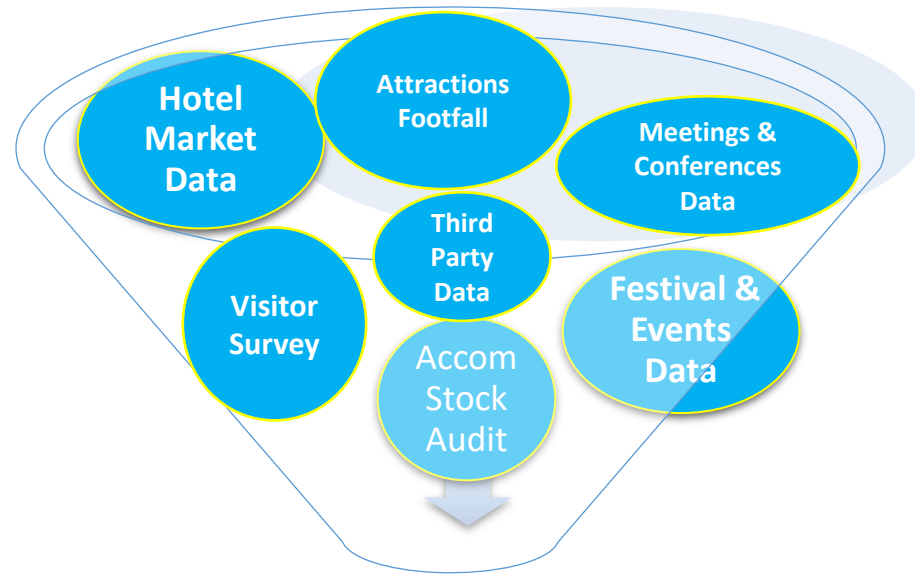 Hotel
Market
Data
Attractions
Footfall
Meetings &
Conferences
Data
Third
Party
Data
Visitor
Survey
Festival &
Events
Data
Accom
Stock
Audit